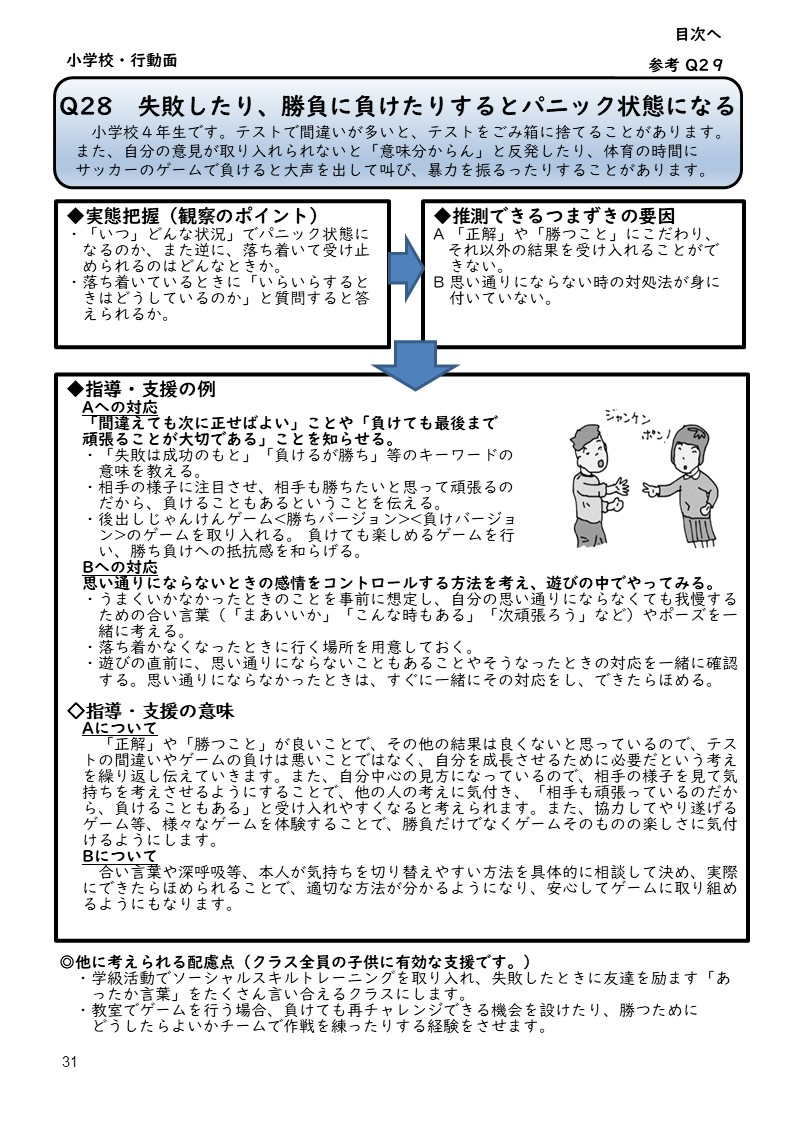 目次へ
小学校・行動面
参考 Q29
Q28　失敗したり、勝負に負けたりするとパニック状態になる
小学校４年生です。テストで間違いが多いと、テストをごみ箱に捨てることがあります。
また、自分の意見が取り入れられないと「意味分からん」と反発したり、体育の時間に
サッカーのゲームで負けると大声を出して叫び、暴力を振るったりすることがあります。
◆実態把握（観察のポイント）
・「いつ」どんな状況」でパニック状態に
なるのか、また逆に、落ち着いて受け止
められるのはどんなときか。
・落ち着いているときに「いらいらすると
きはどうしているのか」と質問すると答
えられるか。
◆推測できるつまずきの要因
A 「正解」や「勝つこと」にこだわり、
それ以外の結果を受け入れることがで
きない。
B 思い通りにならない時の対処法が身に
付いていない。
◆指導・支援の例
Aへの対応
「間違えても次に正せばよい」ことや「負けても最後まで
頑張ることが大切である」ことを知らせる。
・「失敗は成功のもと」「負けるが勝ち」等のキーワードの
意味を教える。
・相手の様子に注目させ、相手も勝ちたいと思って頑張るの
だから、負けることもあるということを伝える。
・後出しじゃんけんゲーム<勝ちバージョン><負けバージョ
ン>のゲームを取り入れる。 負けても楽しめるゲームを行
い、勝ち負けへの抵抗感を和らげる。
ジャンケン
ポン!
Bへの対応
思い通りにならないときの感情をコントロールする方法を考え、遊びの中でやってみる。
・うまくいかなかったときのことを事前に想定し、自分の思い通りにならなくても我慢する
ための合い言葉（「まあいいか」「こんな時もある」「次頑張ろう」など）やポーズを一
緒に考える。
・落ち着かなくなったときに行く場所を用意しておく。
・遊びの直前に、思い通りにならないこともあることやそうなったときの対応を一緒に確認
する。思い通りにならなかったときは、すぐに一緒にその対応をし、できたらほめる。
◇指導・支援の意味
Aについて
「正解」や「勝つこと」が良いことで、その他の結果は良くないと思っているので、テス
トの間違いやゲームの負けは悪いことではなく、自分を成長させるために必要だという考え
を繰り返し伝えていきます。また、自分中心の見方になっているので、相手の様子を見て気
持ちを考えさせるようにすることで、他の人の考えに気付き、「相手も頑張っているのだか
ら、負けることもある」と受け入れやすくなると考えられます。また、協力してやり遂げる
ゲーム等、様々なゲームを体験することで、勝負だけでなくゲームそのものの楽しさに気付
けるようにします。
Bについて
合い言葉や深呼吸等、本人が気持ちを切り替えやすい方法を具体的に相談して決め、実際
にできたらほめられることで、適切な方法が分かるようになり、安心してゲームに取り組め
るようにもなります。
◎他に考えられる配慮点（クラス全員の子供に有効な支援です。）
・学級活動でソーシャルスキルトレーニングを取り入れ、失敗したときに友達を励ます「あ
ったか言葉」をたくさん言い合えるクラスにします。
・教室でゲームを行う場合、負けても再チャレンジできる機会を設けたり、勝つために
どうしたらよいかチームで作戦を練ったりする経験をさせます。
31